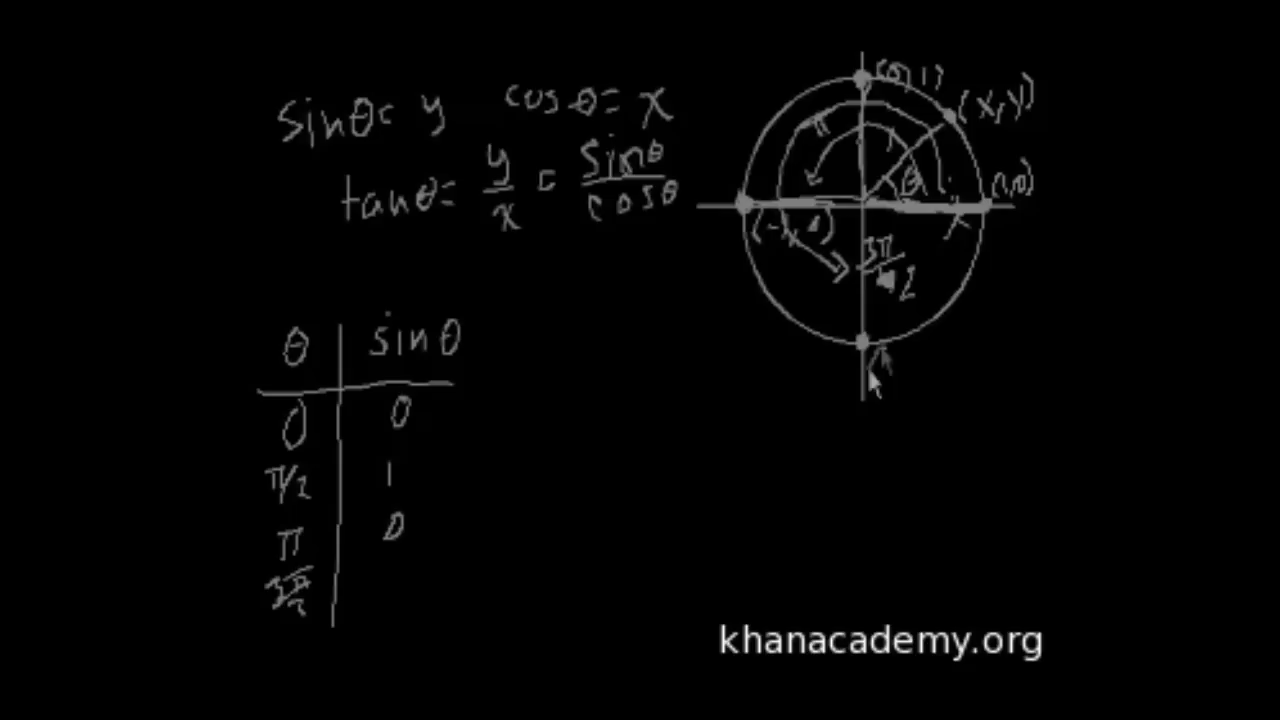 sinθ= y cos θ= x
tanθ= y/x = sinθ/cosθ
(0,1)
(x,y)
π
θ
(1,0)
(-1,0)
3π/2
θ sin θ
0 0
π/2 1
π 0
3π/2
khanacademy.org